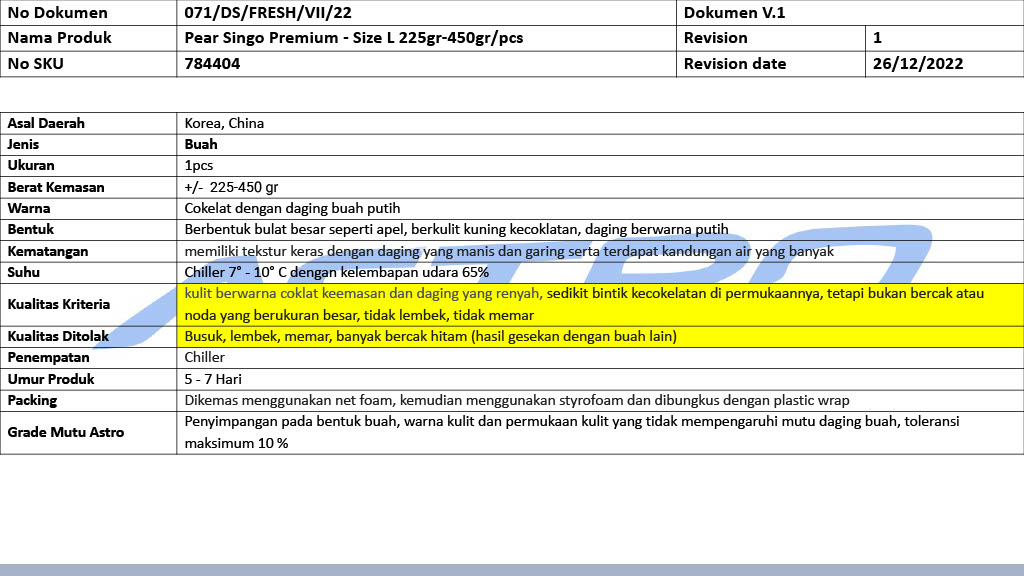 No Dokumen 071/DS/FRESH/VII/22 Dokumen V.1
Nama Produk Pear Singo Premium - Size L 225gr-450gr/pcs Revision 1
No SKU 784404 Revision date 26/12/2022
Asal Daerah Korea, China
Jenis Buah
Ukuran 1pcs
Berat Kemasan +/- 225-450 gr
Warna Cokelat dengan daging buah putih
Bentuk Berbentuk bulat besar seperti apel, berkulit kuning kecoklatan, daging berwarna putih
Kematangan memiliki tekstur keras dengan daging yang manis dan garing serta terdapat kandungan air yang banyak
Suhu Chiller 7° - 10° C dengan kelembapan udara 65%
Kualitas Kriteria kulit berwarna coklat keemasan dan daging yang renyah, sedikit bintik kecokelatan di permukaannya, tetapi bukan bercak atau
noda yang berukuran besar, tidak lembek, tidak memar
Kualitas Ditolak Busuk, lembek, memar, banyak bercak hitam (hasil gesekan dengan buah lain)
Penempatan Chiller
Umur Produk 5 - 7 Hari
Packing Dikemas menggunakan net foam, kemudian menggunakan styrofoam dan dibungkus dengan plastic wrap
Grade Mutu Astro Penyimpangan pada bentuk buah, warna kulit dan permukaan kulit yang tidak mempengaruhi mutu daging buah, toleransi
maksimum 10 %
ASTRO